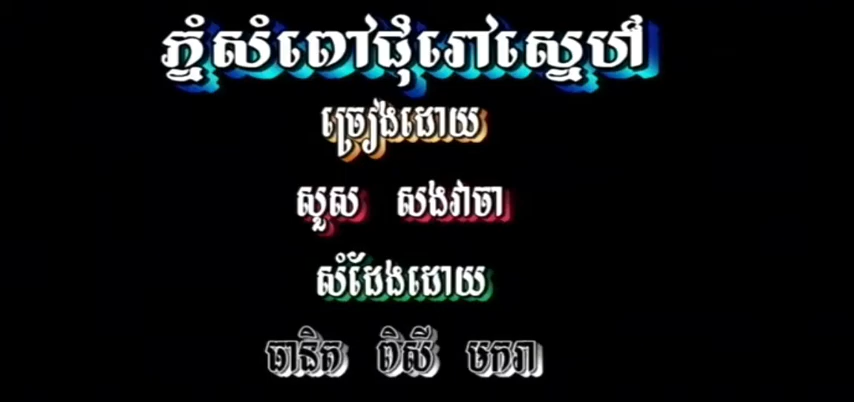 ភ្នំសំពៅជុំរៅស្នេហ៍
ច្រៀងដោយ
សួស សងវាចា
សំដែងដោយ
ធានិត ពិសី មករា